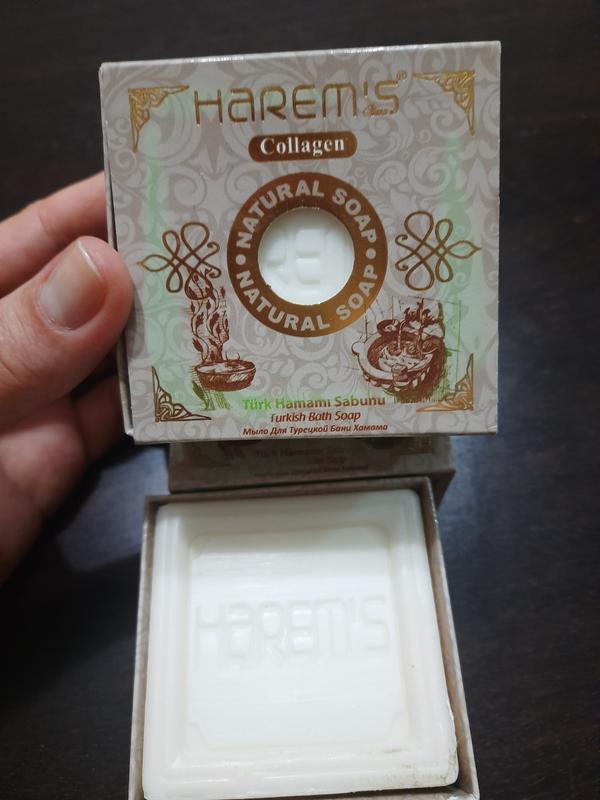 HAREM'S
Collagen
NATURAL SOAP
NATURAL SOAP
Türk Hamamı Sabunu
Turkish Bath Soap
Мыло Для Турецкой Бани Хамама
HAREM'S